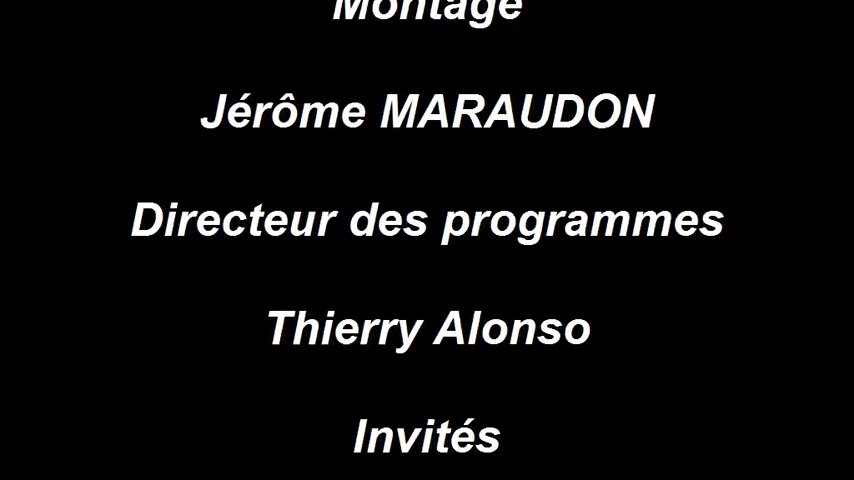 Montage
Jérôme MARAUDON
Directeur des programmes
Thierry Alonso
Invités